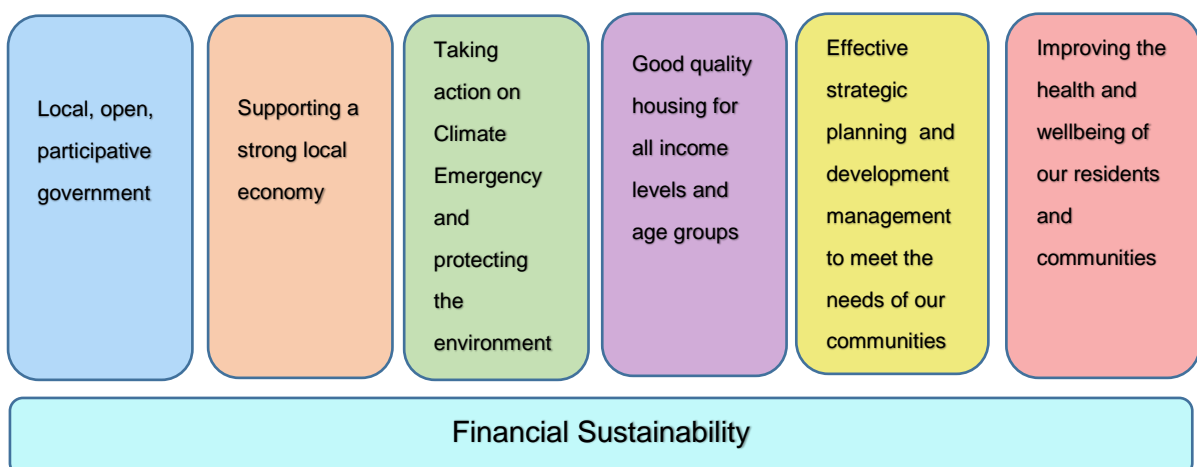 Local, open,
participative
government
Supporting a
strong local
economy
Taking
action on
Climate
Emergency
and
protecting
the
environment
Good quality
housing for
all income
levels and
age groups
Effective
strategic
planning and
development
management
to meet the
needs of our
communities
Improving the
health and
wellbeing of
our residents
and
communities
Financial Sustainability